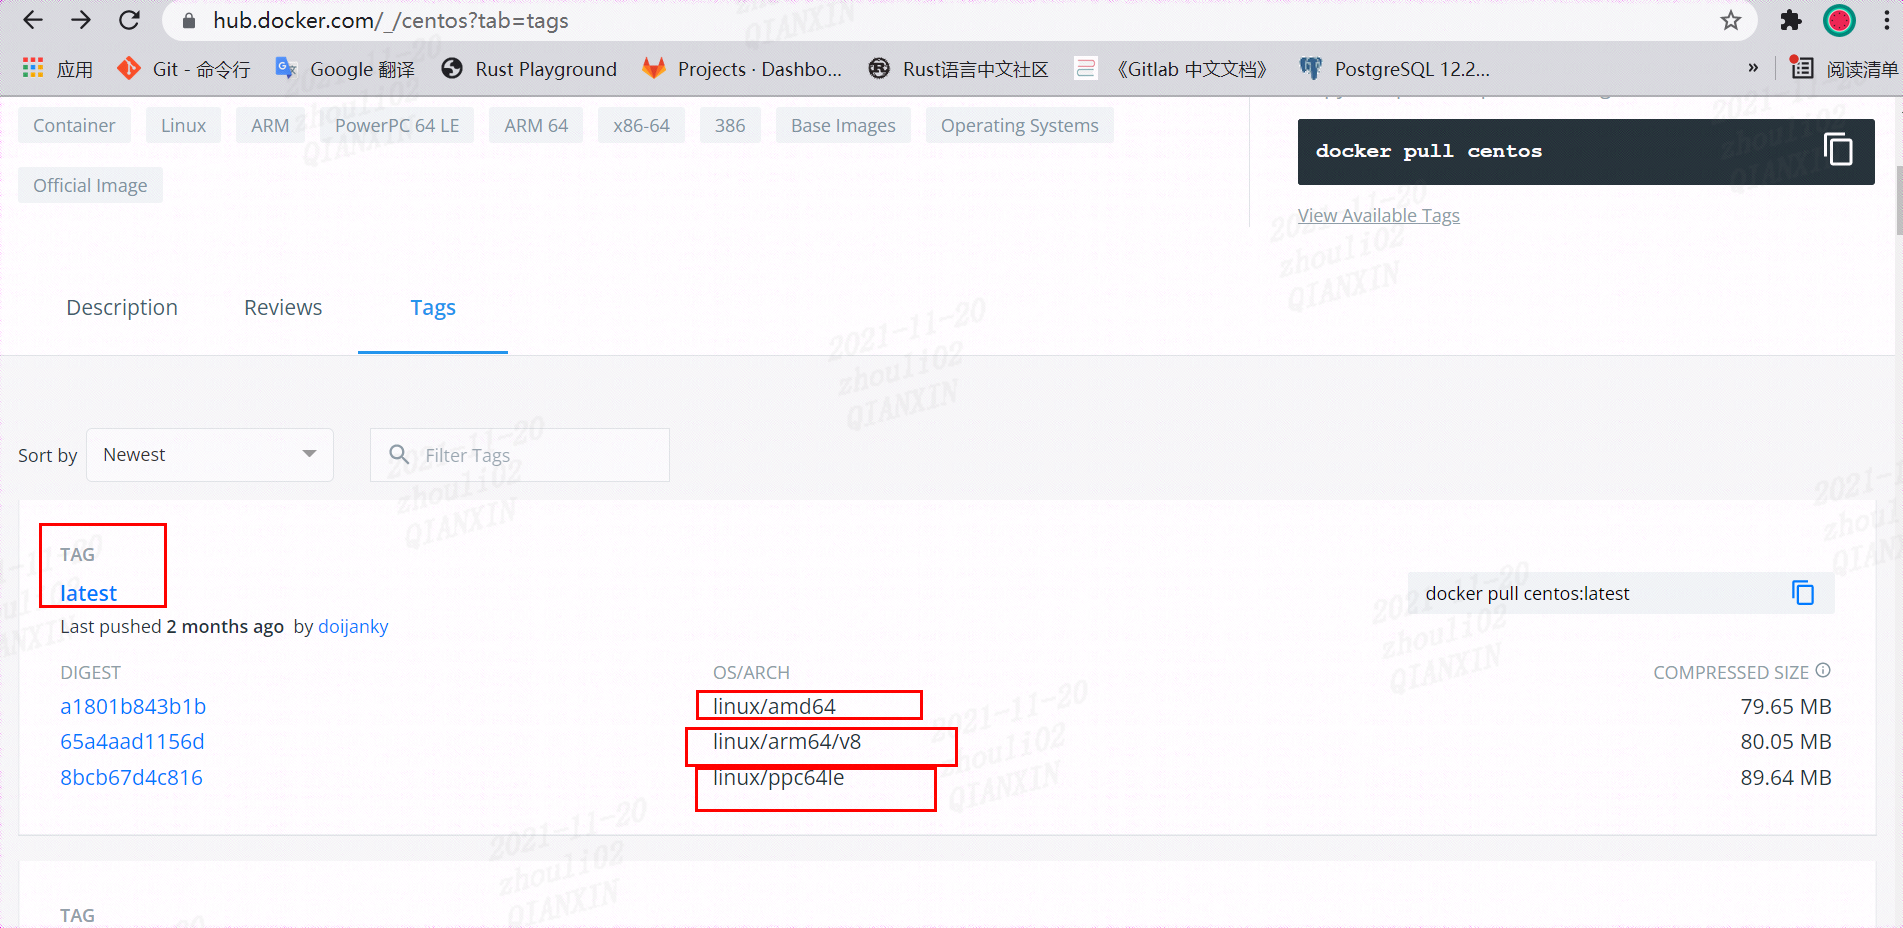 hub.docker.com/_/centos?tab=tags
应用 Git - 命令行 Google 翻译 Rust Playground Projects · Dashbo... Rust语言中文社区 《Gitlab 中文文档》 PostgreSQL 12.2... » 阅读清单
Container Linux ARM PowerPC 64 LE ARM 64 x86-64 386 Base Images Operating Systems
docker pull centos
Official Image
View Available Tags
Description Reviews Tags
Sort by Newest Filter Tags
TAG
latest
docker pull centos:latest
Last pushed 2 months ago by doijanky
DIGEST OS/ARCH COMPRESSED SIZE
a1801b843b1b linux/amd64 79.65 MB
65a4aad1156d linux/arm64/v8 80.05 MB
8bcb67d4c816 linux/ppc64le 89.64 MB
TAG
2021-11-20
zhouli02
QIANXIN